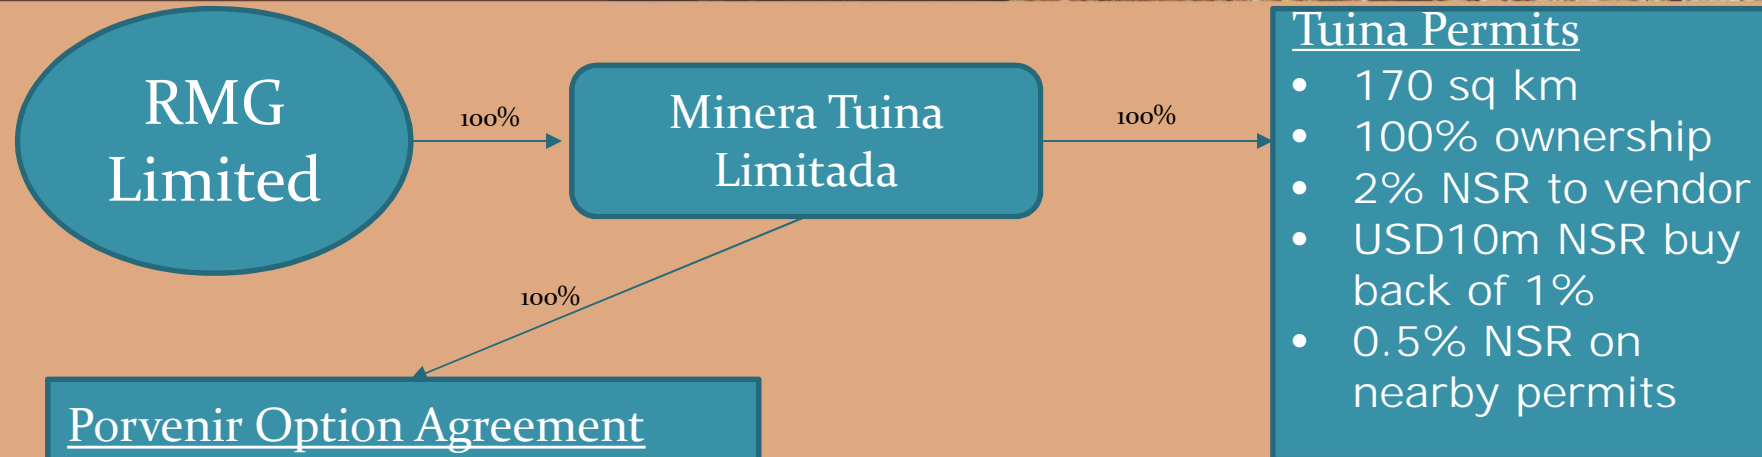 RMG
Limited
100%
Minera Tuina
Limitada
100%
100%
Tuina Permits
• 170 sq km
• 100% ownership
• 2% NSR to vendor
• USD10m NSR buy
back of 1%
• 0.5% NSR on
nearby permits
Porvenir Option Agreement